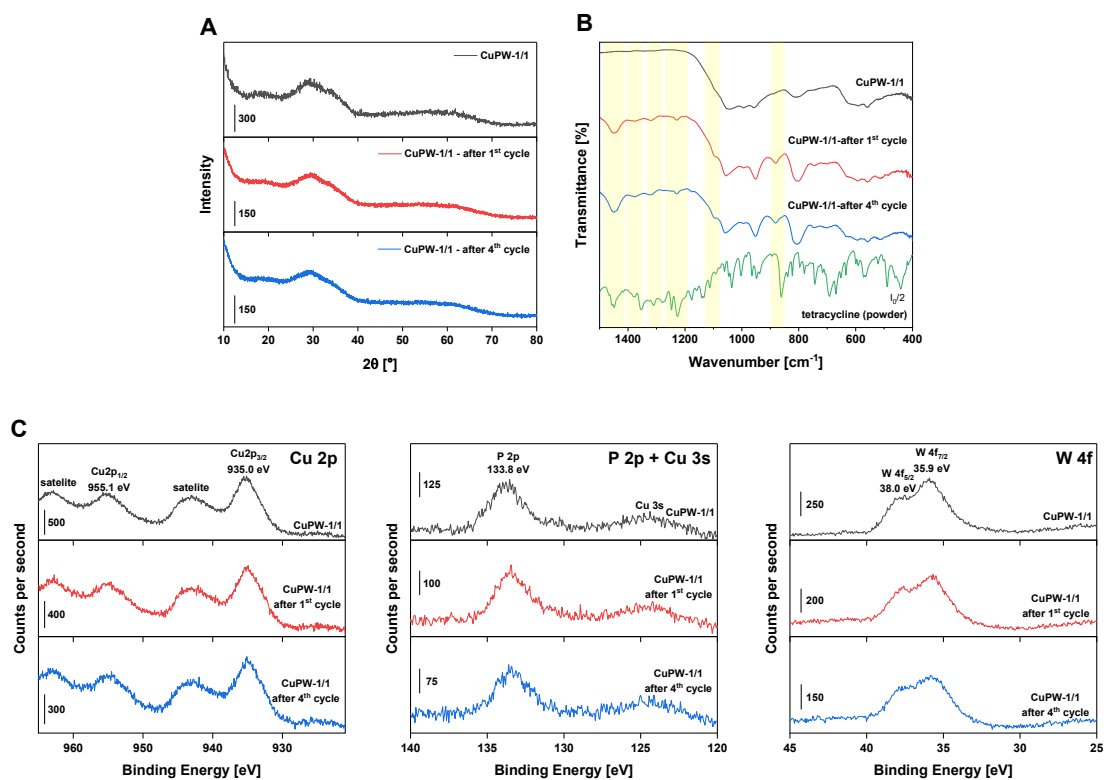 A
CuPW-1/1
300
CuPW-1/1 - after 1st cycle
150
CuPW-1/1 - after 4th cycle
150
Intensity
10 20 30 40 50 60 70 80
2θ [°]
B
CuPW-1/1
CuPW-1/1-after 1st cycle
CuPW-1/1-after 4th cycle
I0/2
tetracycline (powder)
Transmittance [%]
1400 1200 1000 800 600 400
Wavenumber [cm-1]
C
Cu 2p
Cu2p3/2
935.0 eV
Cu2p1/2
955.1 eV
satelite
satelite
500
CuPW-1/1
400
CuPW-1/1
after 1st cycle
300
CuPW-1/1
after 4th cycle
Counts per second
960 950 940 930
Binding Energy [eV]
P 2p + Cu 3s
P 2p
133.8 eV
125
Cu 3s
CuPW-1/1
100
CuPW-1/1
after 1st cycle
75
CuPW-1/1
after 4th cycle
Counts per second
140 135 130 125 120
Binding Energy [eV]
W 4f
W 4f7/2
35.9 eV
W 4f5/2
38.0 eV
250
CuPW-1/1
200
CuPW-1/1
after 1st cycle
150
CuPW-1/1
after 4th cycle
Counts per second
45 40 35 30 25
Binding Energy [eV]